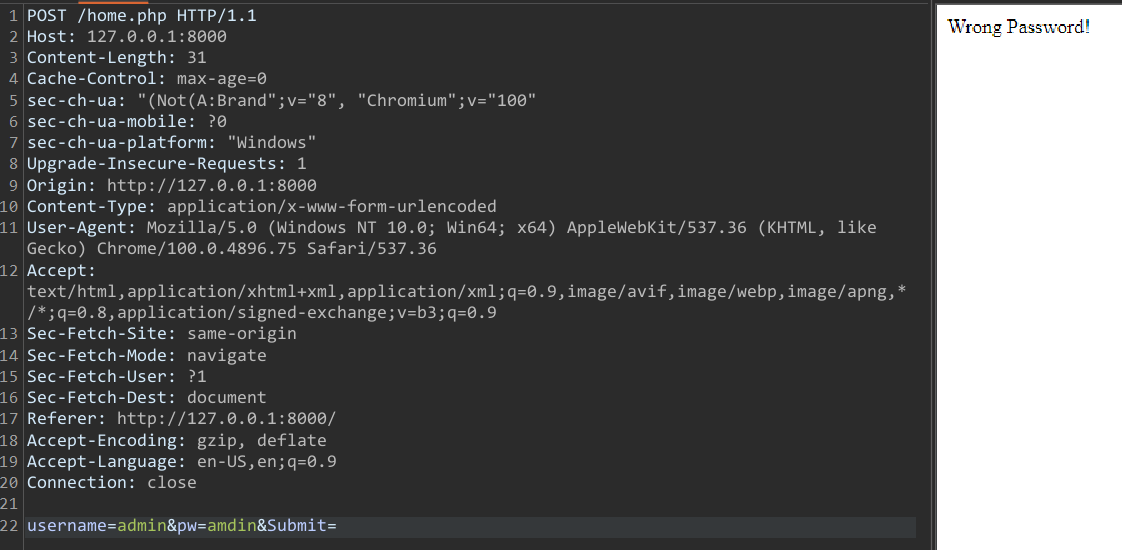 1 POST /home.php HTTP/1.1
2 Host: 127.0.0.1:8000
3 Content-Length: 31
4 Cache-Control: max-age=0
5 sec-ch-ua: "(Not(A:Brand";v="8", "Chromium";v="100"
6 sec-ch-ua-mobile: ?0
7 sec-ch-ua-platform: "Windows"
8 Upgrade-Insecure-Requests: 1
9 Origin: http://127.0.0.1:8000
10 Content-Type: application/x-www-form-urlencoded
11 User-Agent: Mozilla/5.0 (Windows NT 10.0; Win64; x64) AppleWebKit/537.36 (KHTML, like
Gecko) Chrome/100.0.4896.75 Safari/537.36
12 Accept:
text/html,application/xhtml+xml,application/xml;q=0.9,image/avif,image/webp,image/apng,*
/*;q=0.8,application/signed-exchange;v=b3;q=0.9
13 Sec-Fetch-Site: same-origin
14 Sec-Fetch-Mode: navigate
15 Sec-Fetch-User: ?1
16 Sec-Fetch-Dest: document
17 Referer: http://127.0.0.1:8000/
18 Accept-Encoding: gzip, deflate
19 Accept-Language: en-US,en;q=0.9
20 Connection: close
21
22 username=admin&pw=amdin&Submit=
Wrong Password!